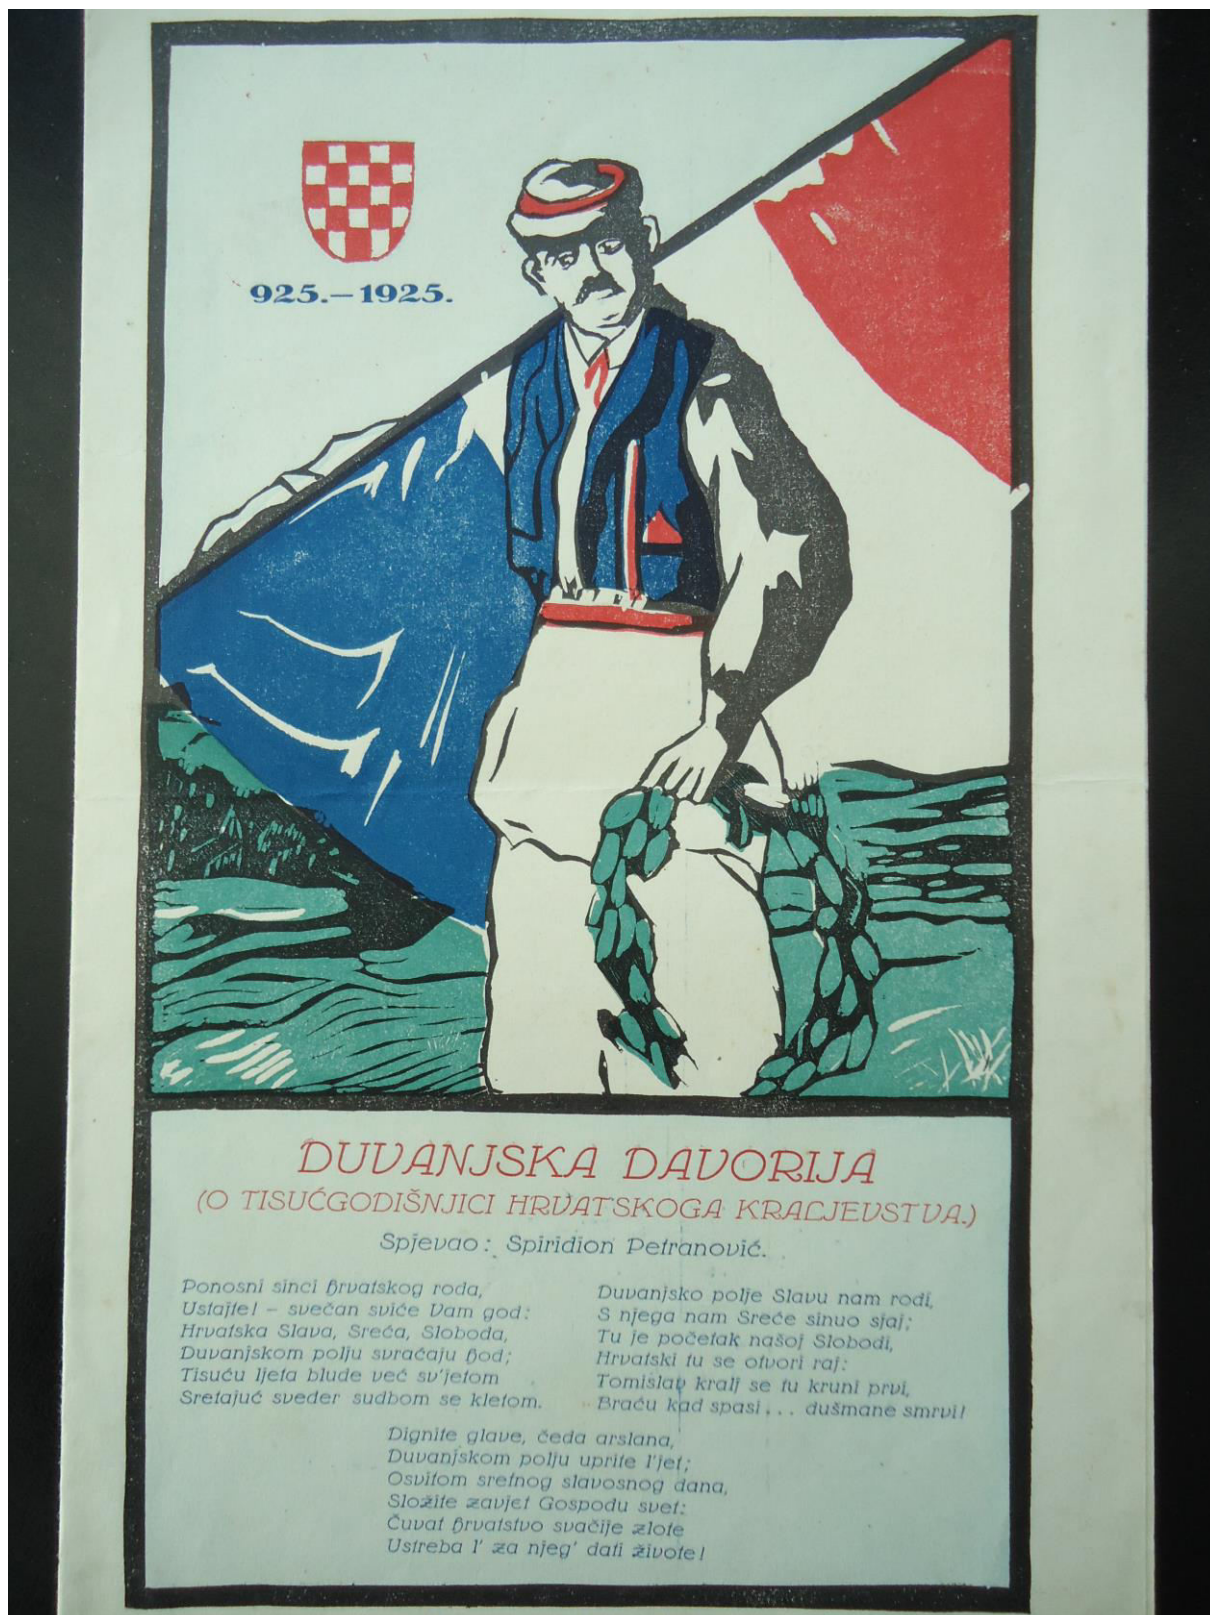 925.–1925.
DUVANJSKA DAVORIJA
(O TISUĆGODIŠNJICI HRVATSKOGA KRALJEVSTVA.)
Spjevao: Spiridion Petranović.
Ponosni sinci hrvatskog roda,
Ustajte! – svečan sviće Vam god:
Hrvatska Slava, Sreća, Sloboda,
Duvanjskom polju svraćaju hod;
Tisuću ljeta blude već sv'jetom
Sretajuć sveder sudbom se kletom.
Duvanjsko polje Slavu nam rodi,
S njega nam Sreće sinuo sjaj;
Tu je početak našoj Slobodi,
Hrvatski tu se otvori raj:
Tomislav kralj se tu kruni prvi,
Braću kad spasi... dušmane smrvi!
Dignite glave, čeda arslana,
Duvanjskom polju uprite l'jet;
Osvitom sretnog slavosnog dana,
Složite zavjet Gospodu svet:
Čuvat hrvatstvo svačije zlote
Ustreba l' za njeg' dati živote!